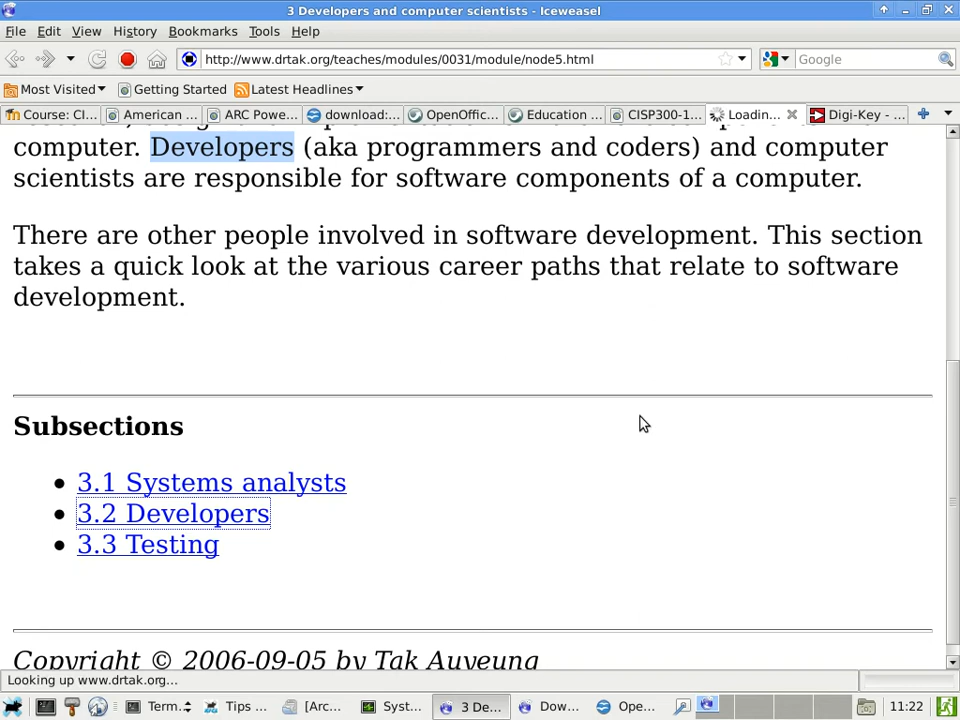 3 Developers and computer scientists - Iceweasel
File Edit View History Bookmarks Tools Help
http://www.drtak.org/teaches/modules/0031/module/node5.html
Google
Most Visited Getting Started Latest Headlines
Course: CI... American ... ARC Powe... download:... OpenOffic... Education ... CISP300-1... Loadin... Digi-Key - ...
computer. Developers (aka programmers and coders) and computer
scientists are responsible for software components of a computer.
There are other people involved in software development. This section
takes a quick look at the various career paths that relate to software
development.
Subsections
3.1 Systems analysts
3.2 Developers
3.3 Testing
Copyright © 2006-09-05 by Tak Auyeung
Looking up www.drtak.org...
Term... Tips ... [Arc... Syst... 3 De... Dow... Ope... 11:22